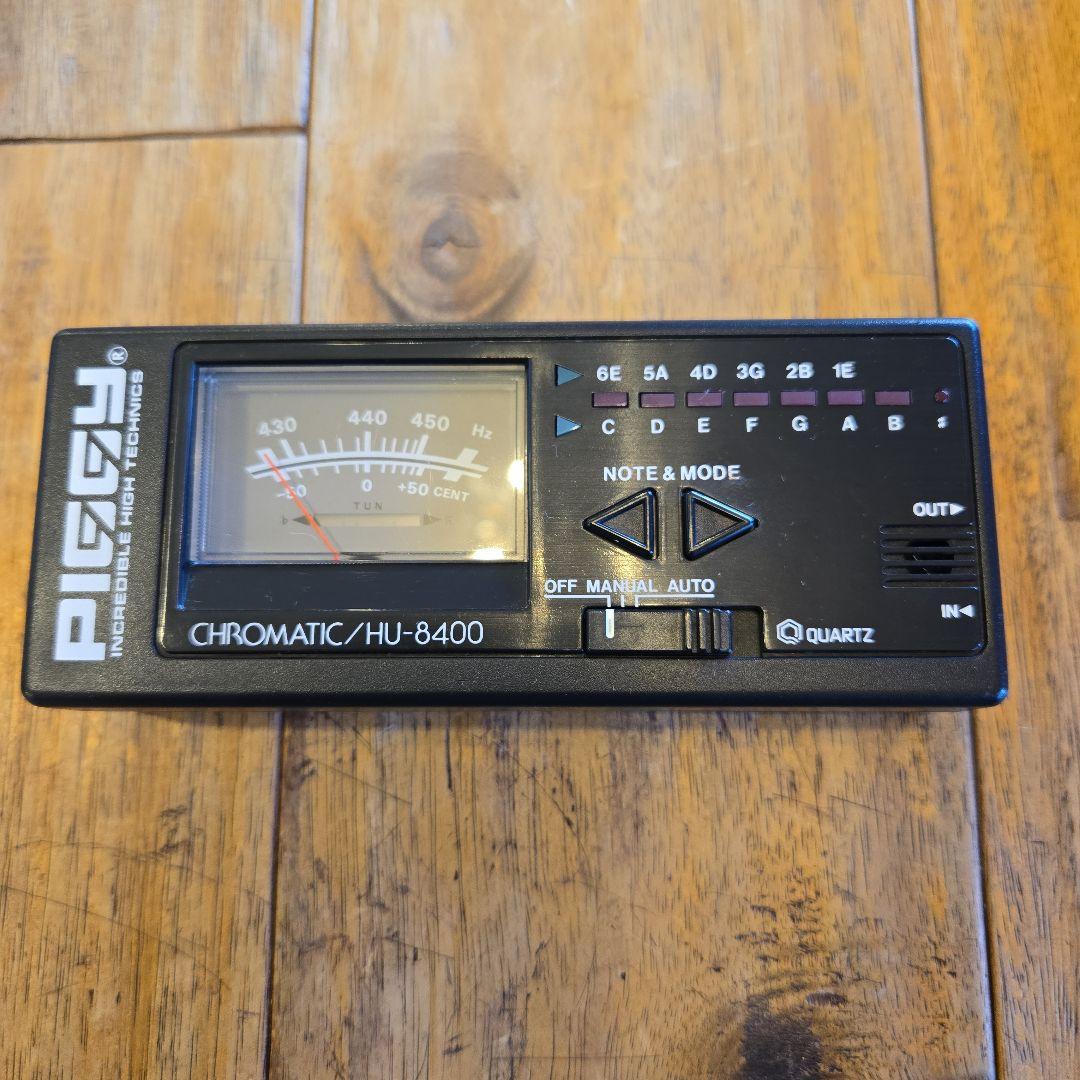 PIGGY®
INCREDIBLE HIGH TECHNICS
430 440 450 Hz
-50 0 +50 CENT
♭ TUN
CHROMATIC/HU-8400
6E 5A 4D 3G 2B 1E
C D E F G A B ♯
NOTE & MODE
OFF MANUAL AUTO
OUT
IN
QUARTZ